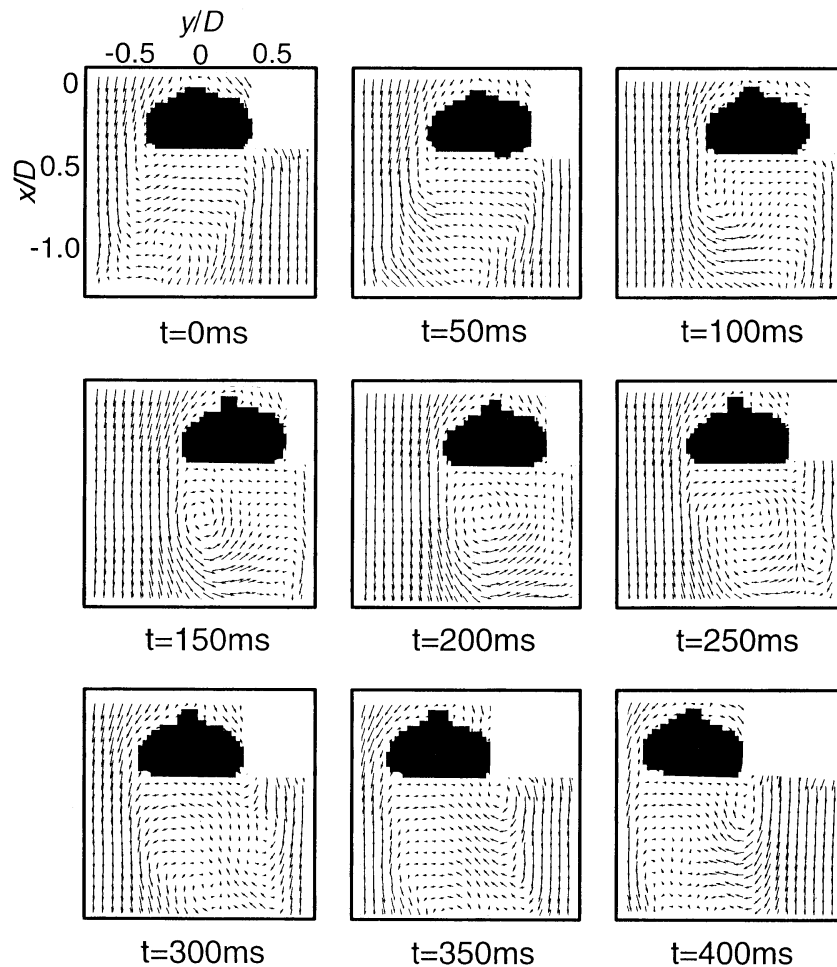 y/D
-0.5 0 0.5
0
0.5
x/D
-1.0
t=0ms t=50ms t=100ms
t=150ms t=200ms t=250ms
t=300ms t=350ms t=400ms